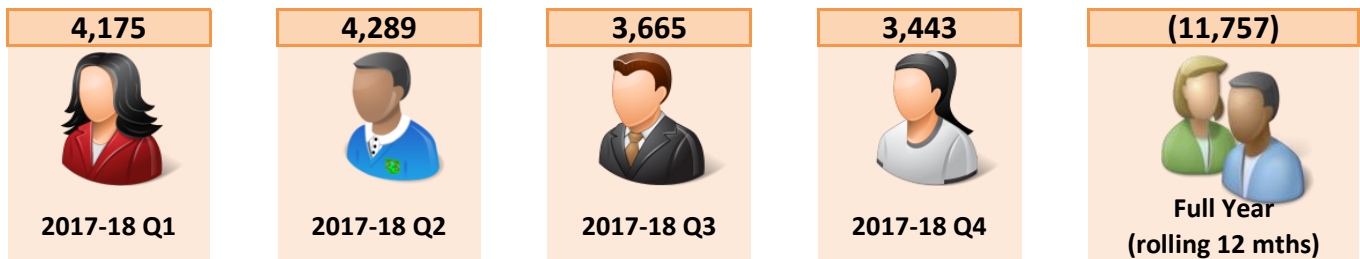 4,175
2017-18 Q1
4,289
2017-18 Q2
3,665
2017-18 Q3
3,443
2017-18 Q4
(11,757)
Full Year
(rolling 12 mths)